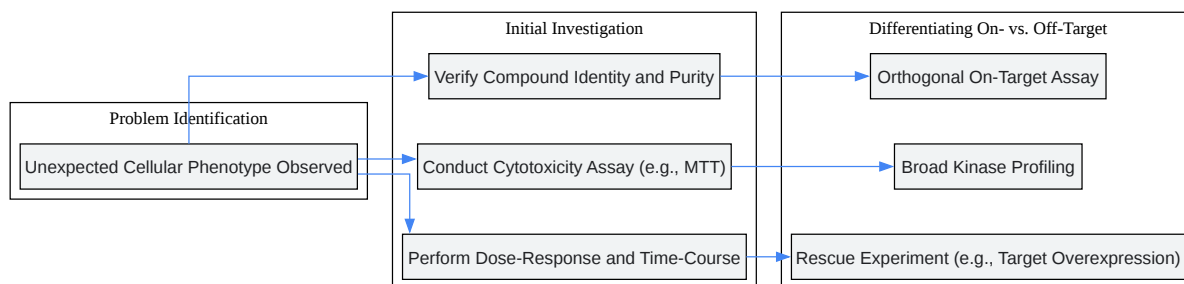 Problem Identification
Unexpected Cellular Phenotype Observed
Initial Investigation
Verify Compound Identity and Purity
Conduct Cytotoxicity Assay (e.g., MTT)
Perform Dose-Response and Time-Course
Differentiating On- vs. Off-Target
Orthogonal On-Target Assay
Broad Kinase Profiling
Rescue Experiment (e.g., Target Overexpression)